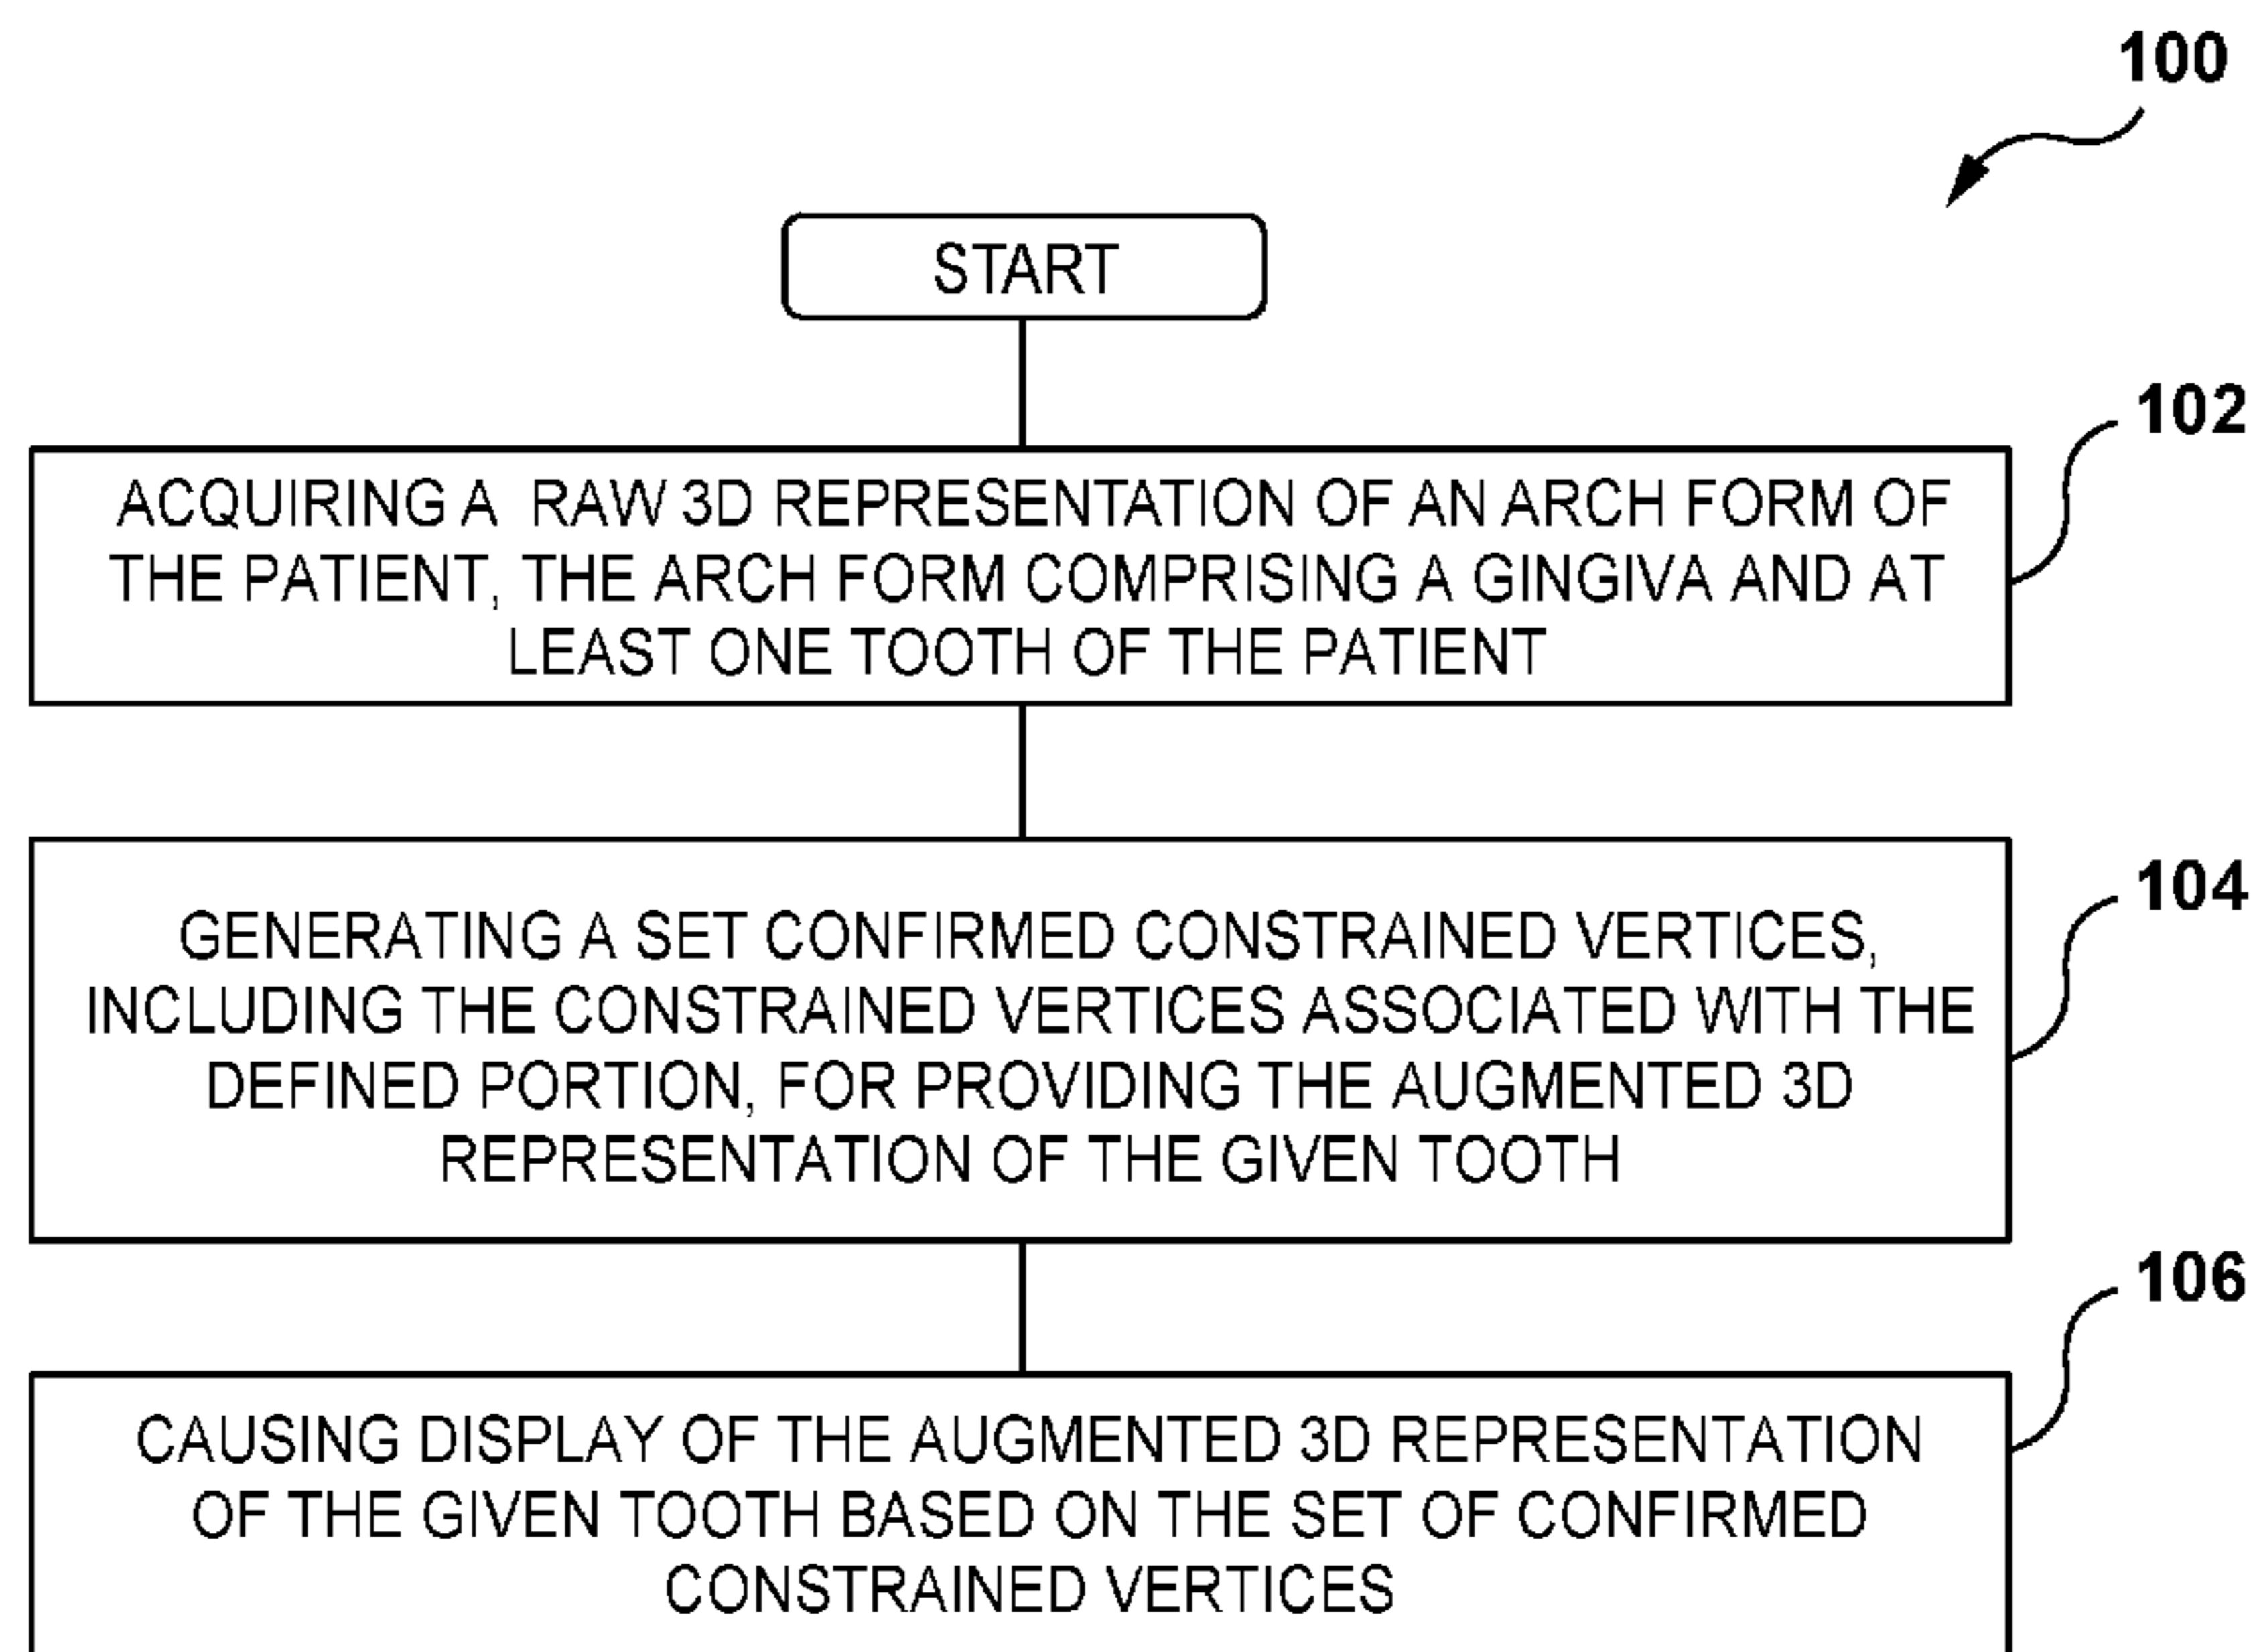 100
START
102
ACQUIRING A RAW 3D REPRESENTATION OF AN ARCH FORM OF
THE PATIENT, THE ARCH FORM COMPRISING A GINGIVA AND AT
LEAST ONE TOOTH OF THE PATIENT
104
GENERATING A SET CONFIRMED CONSTRAINED VERTICES,
INCLUDING THE CONSTRAINED VERTICES ASSOCIATED WITH THE
DEFINED PORTION, FOR PROVIDING THE AUGMENTED 3D
REPRESENTATION OF THE GIVEN TOOTH
106
CAUSING DISPLAY OF THE AUGMENTED 3D REPRESENTATION
OF THE GIVEN TOOTH BASED ON THE SET OF CONFIRMED
CONSTRAINED VERTICES